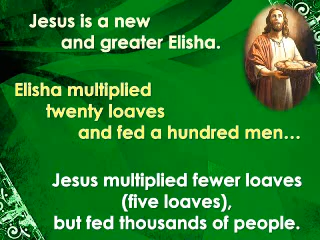 Jesus is a new
and greater Elisha.
Elisha multiplied
twenty loaves
and fed a hundred men...
Jesus multiplied fewer loaves
(five loaves),
but fed thousands of people.